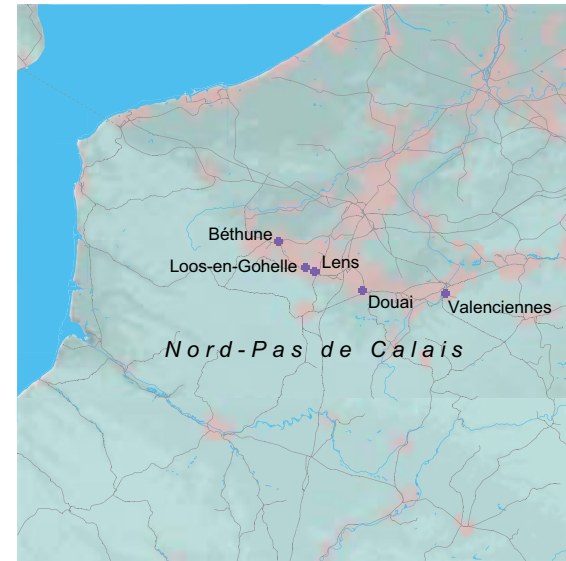 Béthune
Loos-en-Gohelle
Lens
Douai
Valenciennes
Nord-Pas de Calais